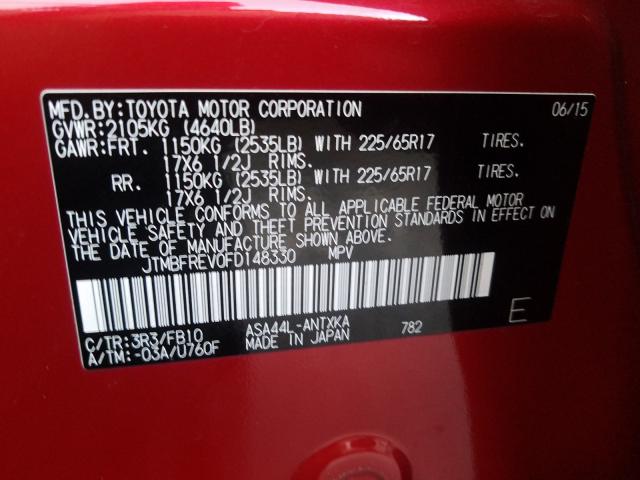 MFD.BY:TOYOTA MOTOR CORPORATION 06/15
GVWR:2105KG (4640LB)
GAWR:FRT. 1150KG (2535LB) WITH 225/65R17 TIRES.
17X6 1/2J RIMS.
RR. 1150KG (2535LB) WITH 225/65R17 TIRES.
17X6 1/2J RIMS.
THIS VEHICLE CONFORMS TO ALL APPLICABLE FEDERAL MOTOR
VEHICLE SAFETY AND THEFT PREVENTION STANDARDS IN EFFECT ON
THE DATE OF MANUFACTURE SHOWN ABOVE.
JTMBFREV0FD148330 MPV
C/TR:3R3/FB10 ASA44L-ANTXKA 782 E
A/TM:-03A/U760F MADE IN JAPAN